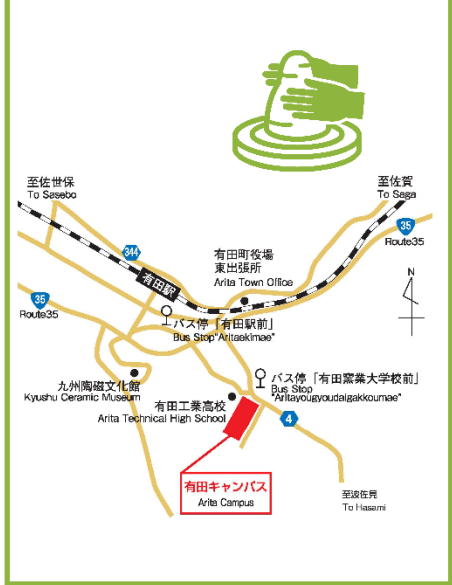 至佐世保
To Sasebo
至佐賀
To Saga
344
35
Route35
有田町役場
東出張所
Arita Town Office
有田駅
N
35
Route35
バス停「有田駅前」
Bus Stop"Aritaekimae"
九州陶磁文化館
Kyushu Ceramic Museum
バス停「有田窯業大学校前」
Bus Stop
"Aritayougyoudaigakkoumae"
有田工業高校
Arita Technical High School
4
有田キャンパス
Arita Campus
至波佐見
To Hasami